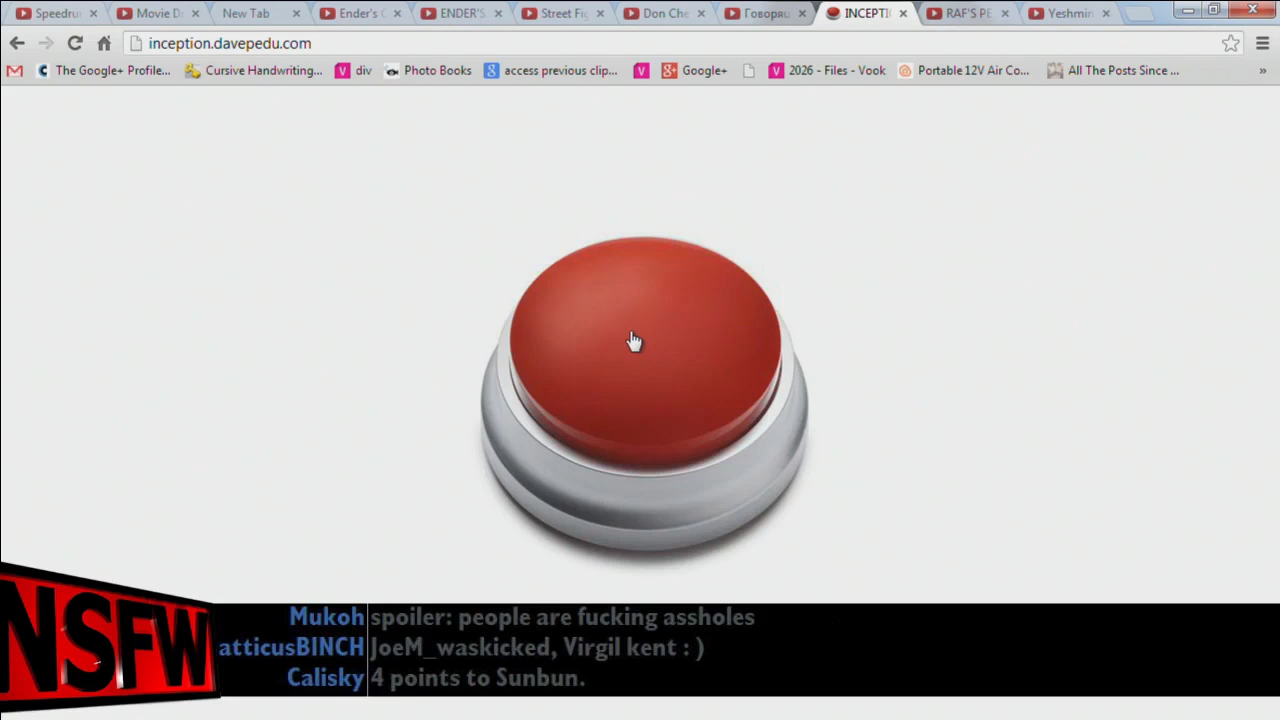 Speedru
Movie D
New Tab
Ender's
ENDER'S
Street Fig
Don Che
Говорящ
INCEPTI
RAF'S PE
Yeshmin
inception.davepedu.com
The Google+ Profile...
Cursive Handwriting...
div
Photo Books
access previous clip...
Google+
2026 - Files - Vook
Portable 12V Air Co...
All The Posts Since ...
»
NSFW
Mukoh spoiler: people are fucking assholes
atticusBINCH JoeM_waskicked, Virgil kent : )
Calisky 4 points to Sunbun.